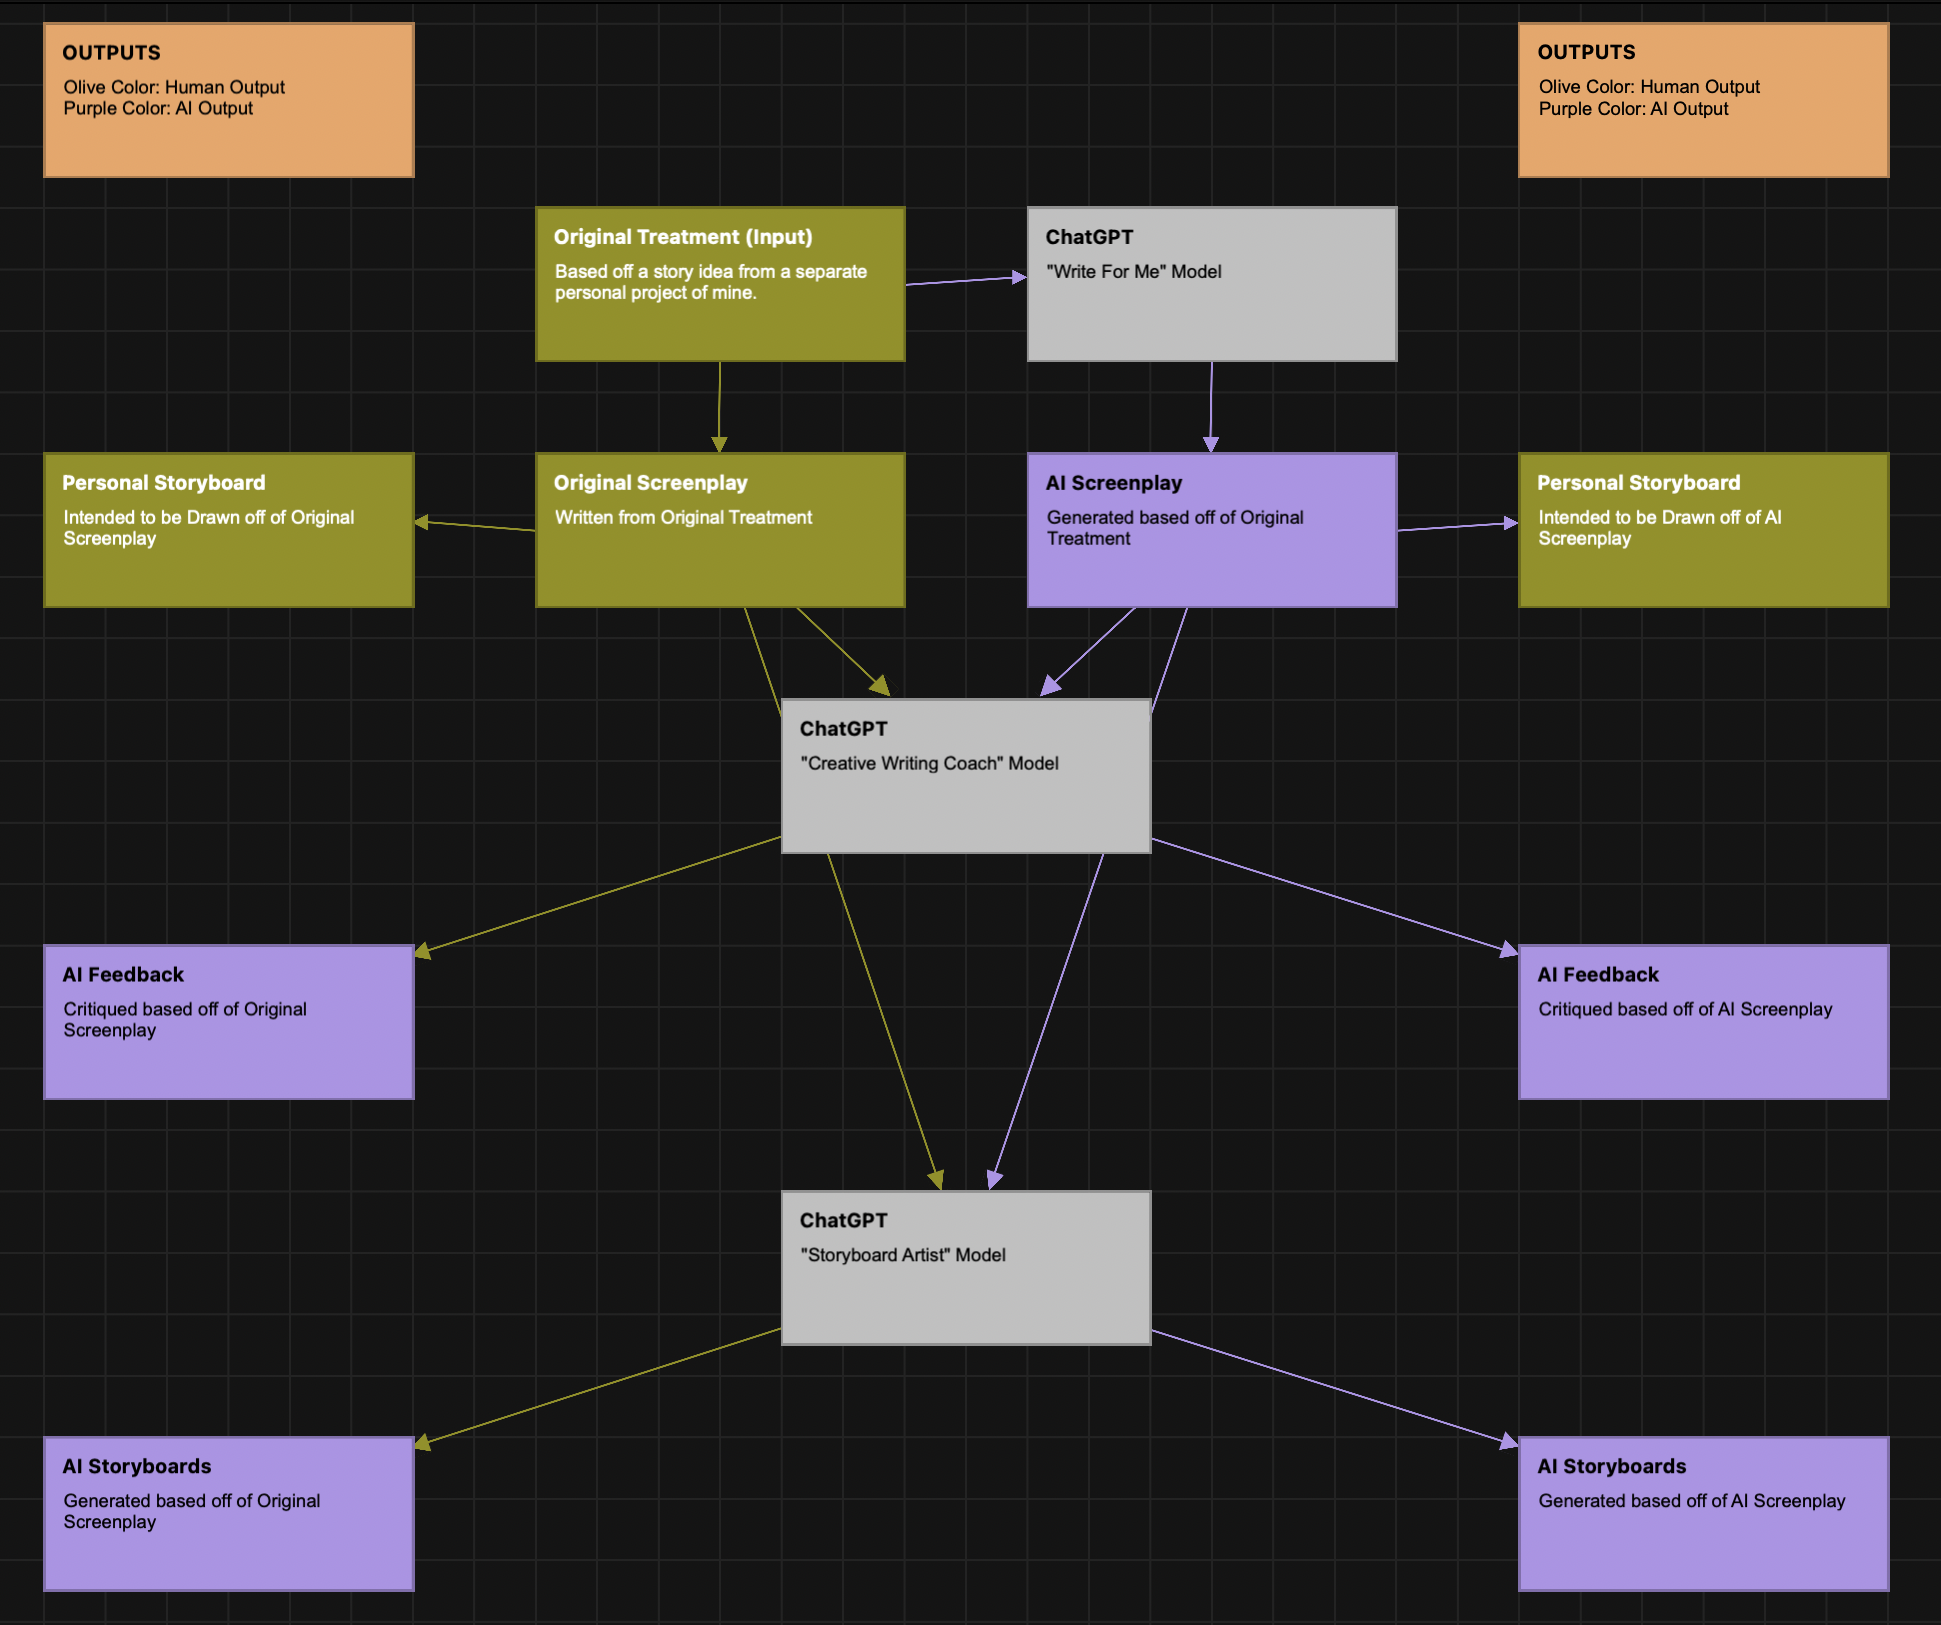 OUTPUTS
Olive Color: Human Output
Purple Color: AI Output
OUTPUTS
Olive Color: Human Output
Purple Color: AI Output
Original Treatment (Input)
Based off a story idea from a separate
personal project of mine.
ChatGPT
"Write For Me" Model
Personal Storyboard
Intended to be Drawn off of Original
Screenplay
Original Screenplay
Written from Original Treatment
AI Screenplay
Generated based off of Original
Treatment
Personal Storyboard
Intended to be Drawn off of AI
Screenplay
ChatGPT
"Creative Writing Coach" Model
AI Feedback
Critiqued based off of Original
Screenplay
AI Feedback
Critiqued based off of AI Screenplay
ChatGPT
"Storyboard Artist" Model
AI Storyboards
Generated based off of Original
Screenplay
AI Storyboards
Generated based off of AI Screenplay